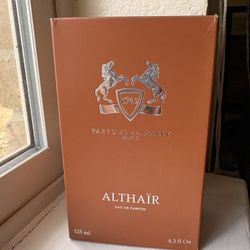 1743
PARFUMS de MARLY
PARIS
ALTHAÏR
EAU DE PARFUM
125 ml 4.2 fl.Oz